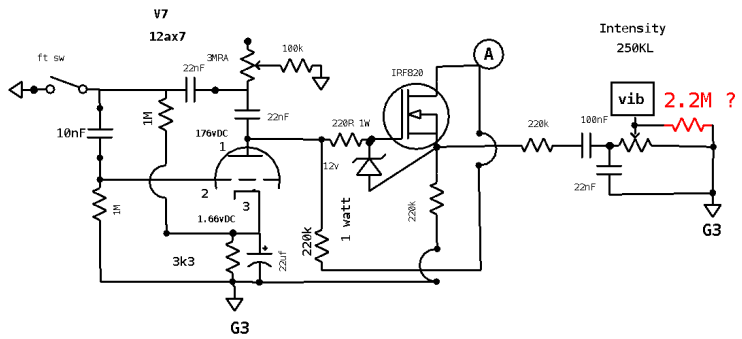 V7
12ax7
Intensity
250KL
ft sw
3MRA
100k
A
IRF820
22nF
vib
2.2M ?
10nF
1M
22nF
220R 1W
100nF
176vDC
1
12v
220k
22nF
2
3
1M
1.66vDC
220k
1 watt
220k
3k3
+
22uf
G3
G3